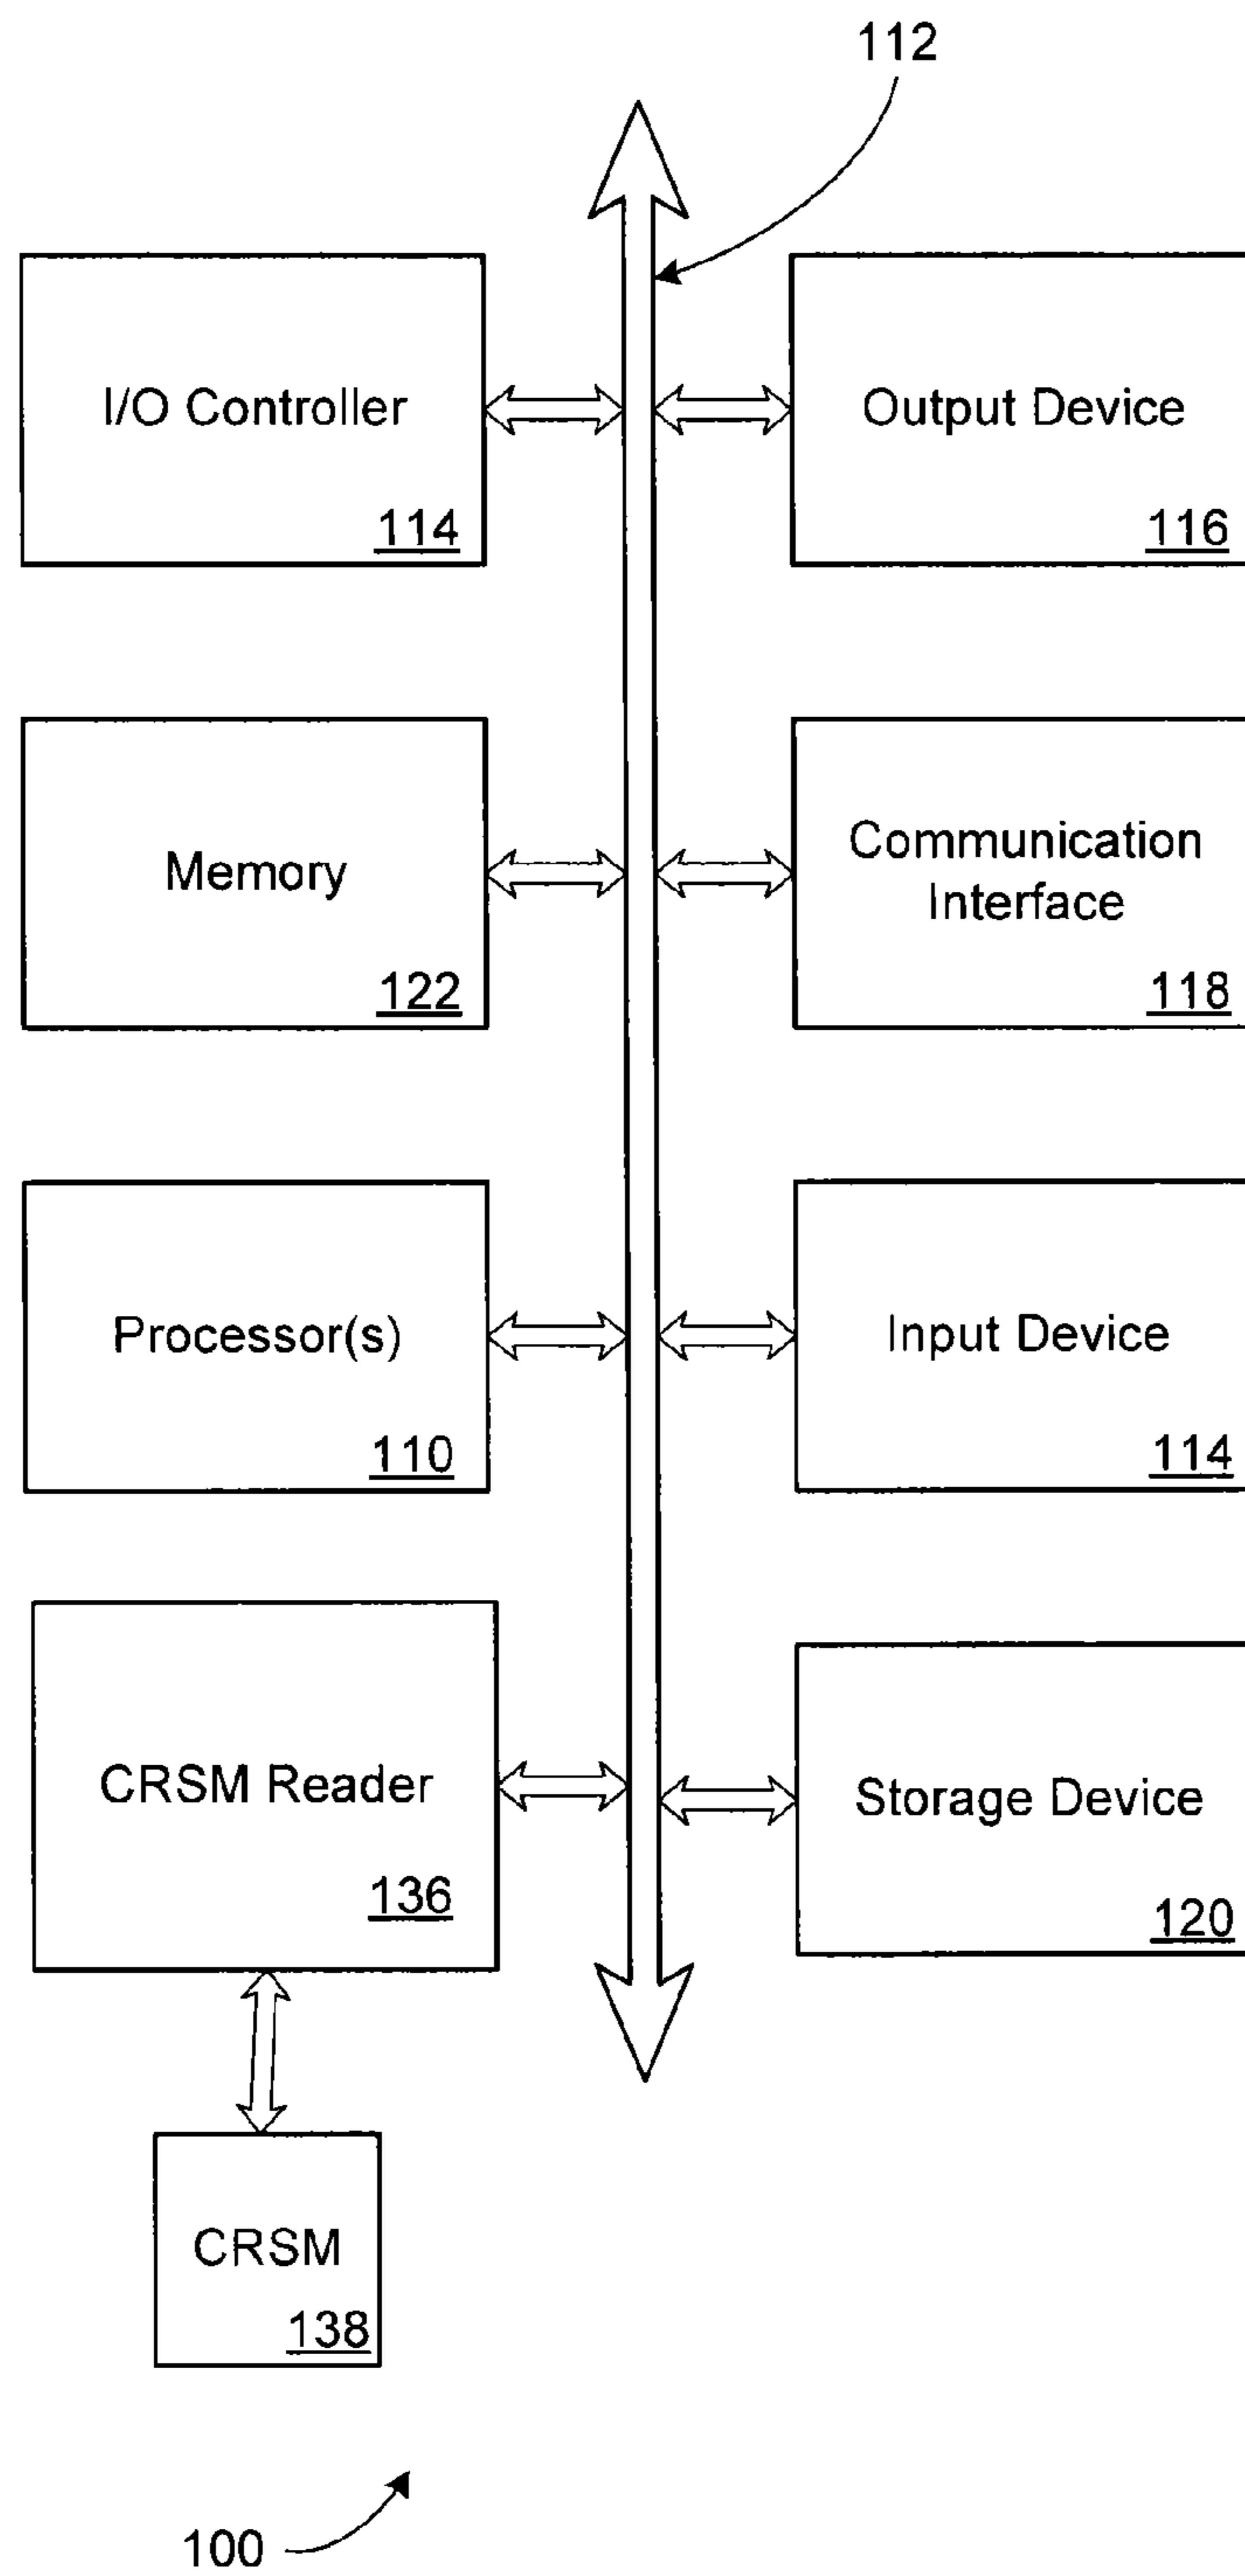 112
I/O Controller
114
Output Device
116
Memory
122
Communication
Interface
118
Processor(s)
110
Input Device
114
CRSM Reader
136
Storage Device
120
CRSM
138
100